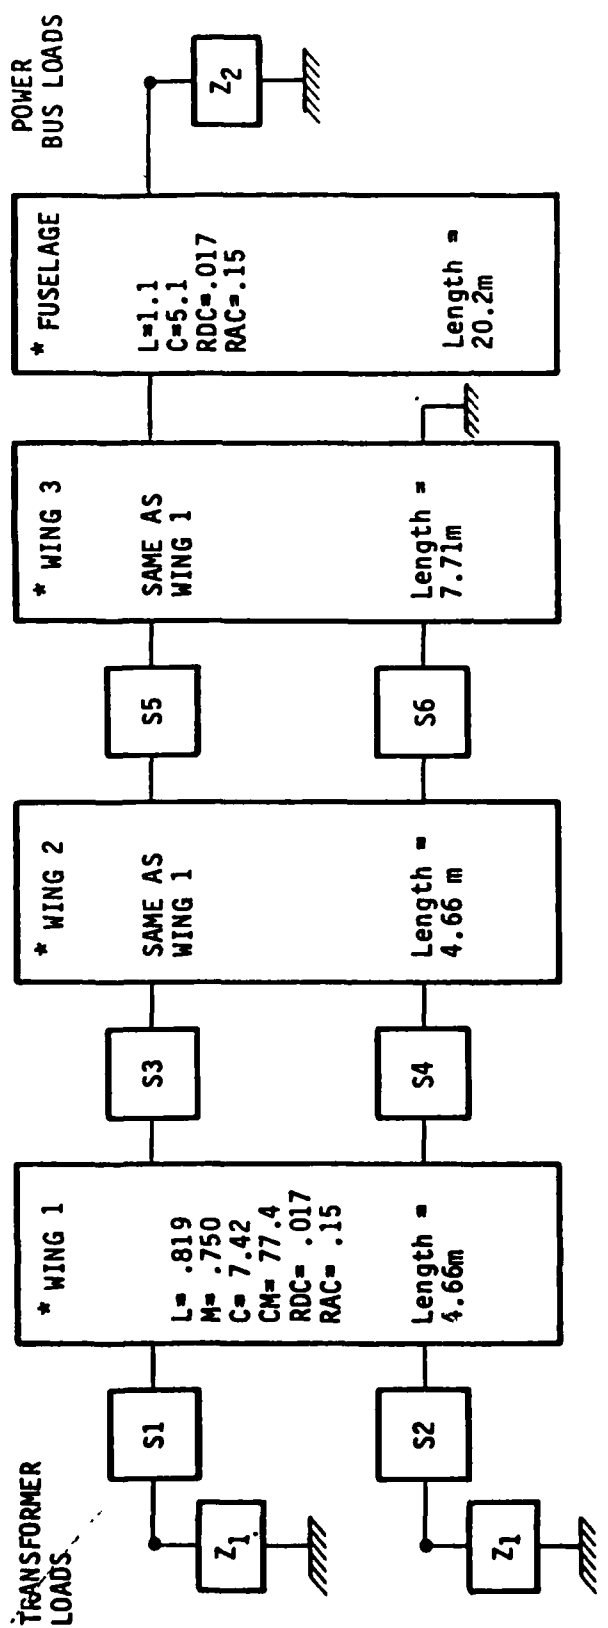 TRANSFORMER
LOADS
Z1
Z1
S1
S2
* WING 1
L= .819
M= .750
C= 7.42
CM= 77.4
RDC= .017
RAC= .15
Length =
4.66m
S3
S4
* WING 2
SAME AS
WING 1
Length =
4.66 m
S5
S6
* WING 3
SAME AS
WING 1
Length =
7.71m
* FUSELAGE
L=1.1
C=5.1
RDC=.017
RAC=.15
Length =
20.2m
POWER
BUS LOADS
Z2